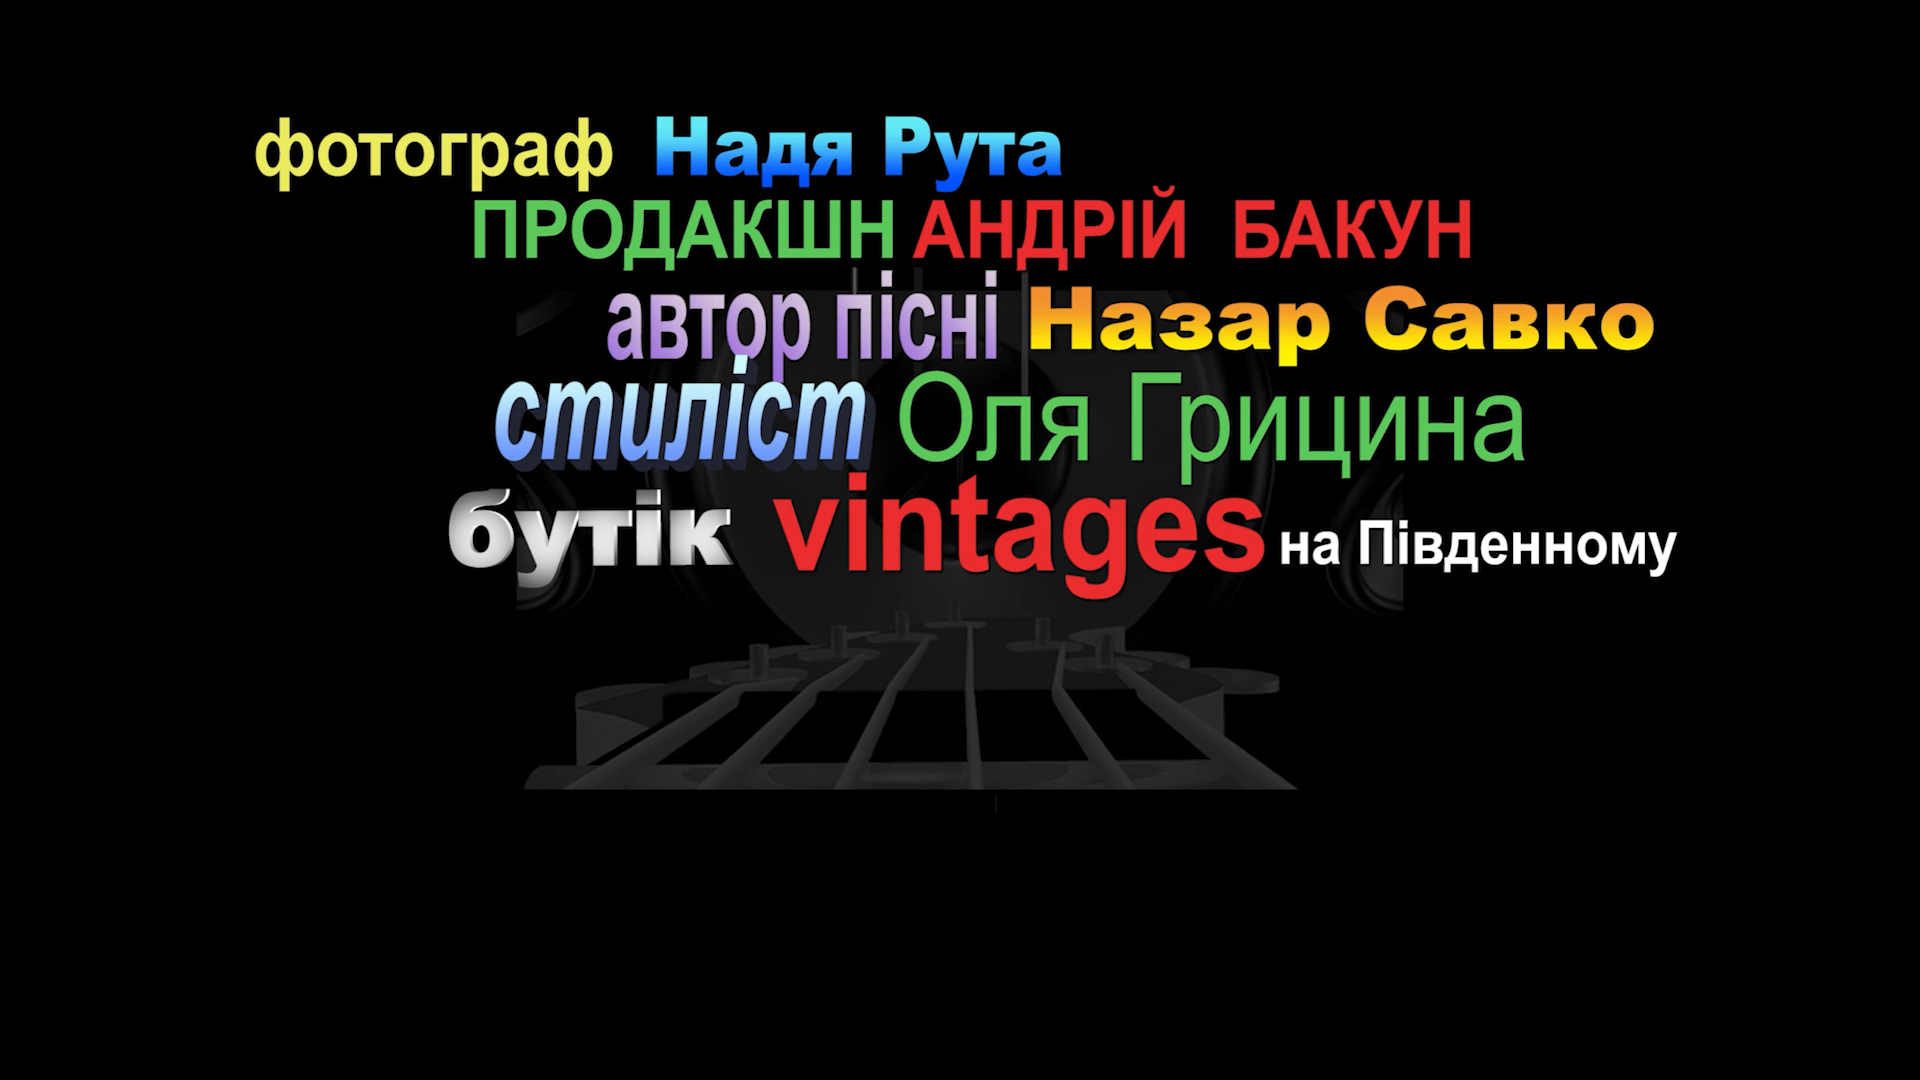 фотограф Надя Рута
ПРОДАКШН АНДРІЙ БАКУН
автор пісні Назар Савко
стиліст Оля Грицина
бутік vintages на Південному